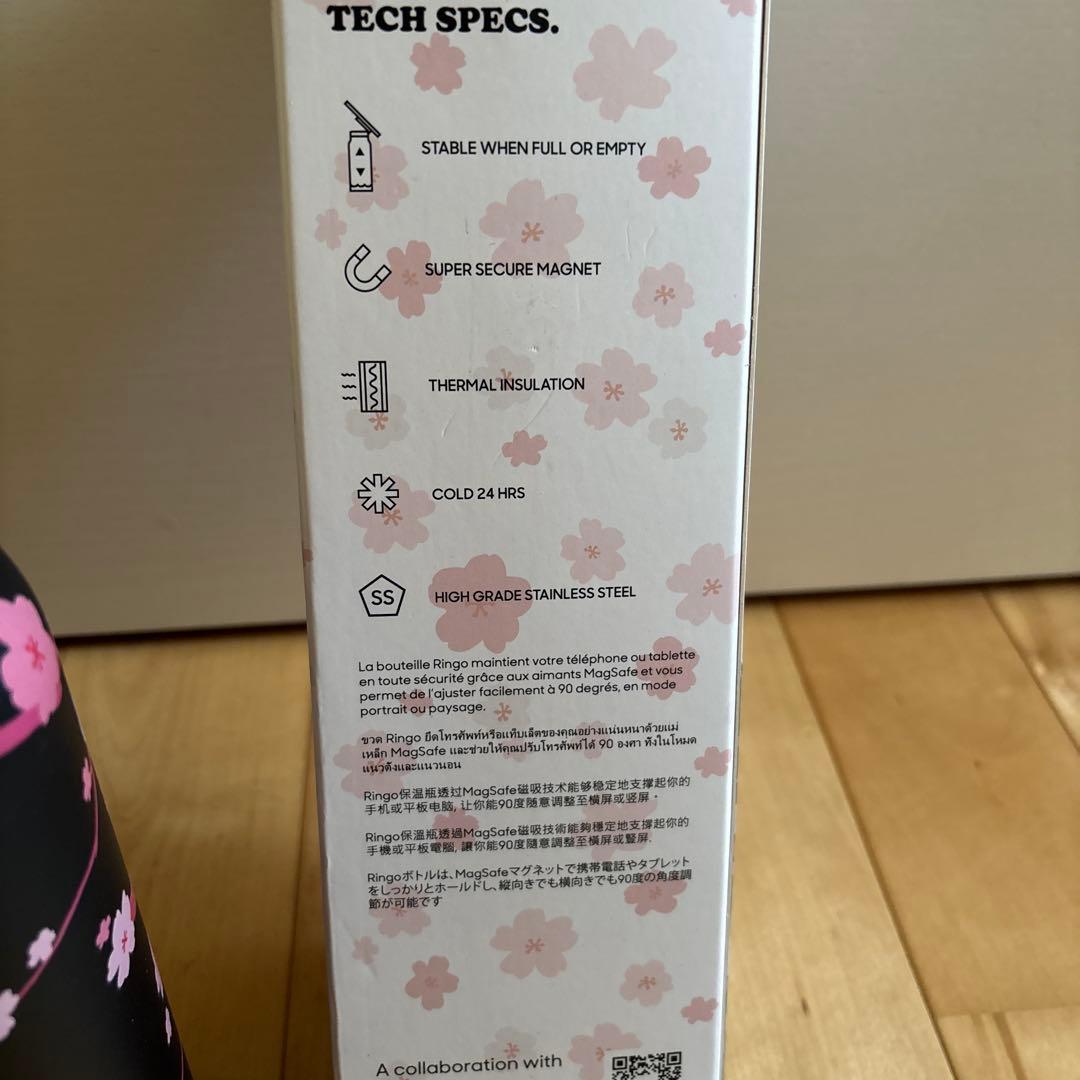 TECH SPECS.
STABLE WHEN FULL OR EMPTY
SUPER SECURE MAGNET
THERMAL INSULATION
COLD 24 HRS
SS
HIGH GRADE STAINLESS STEEL
La bouteille Ringo maintient votre téléphone ou tablette
en toute sécurité grâce aux aimants MagSafe et vous
permet de l'ajuster facilement à 90 degrés, en mode
portrait ou paysage.
ขวด Ringo ยึดโทรศัพท์หรือแท็บเล็ตของคุณอย่างแน่นหนาด้วยแม่
เหล็ก MagSafe และช่วยให้คุณปรับโทรศัพท์ได้ 90 องศา ทั้งในโหมด
แนวตั้งและแนวนอน
Ringo保温瓶透过MagSafe磁吸技术能够稳定地支撑起你的
手机或平板电脑, 让你能90度随意调整至横屏或竖屏。
Ringo保溫瓶透過MagSafe磁吸技術能夠穩定地支撐起你的
手機或平板電腦, 讓你能90度隨意調整至橫屏或豎屏.
Ringoボトルは、MagSafeマグネットで携帯電話やタブレット
をしっかりとホールドし、縦向きでも横向きでも90度の角度調
節が可能です
A collaboration with